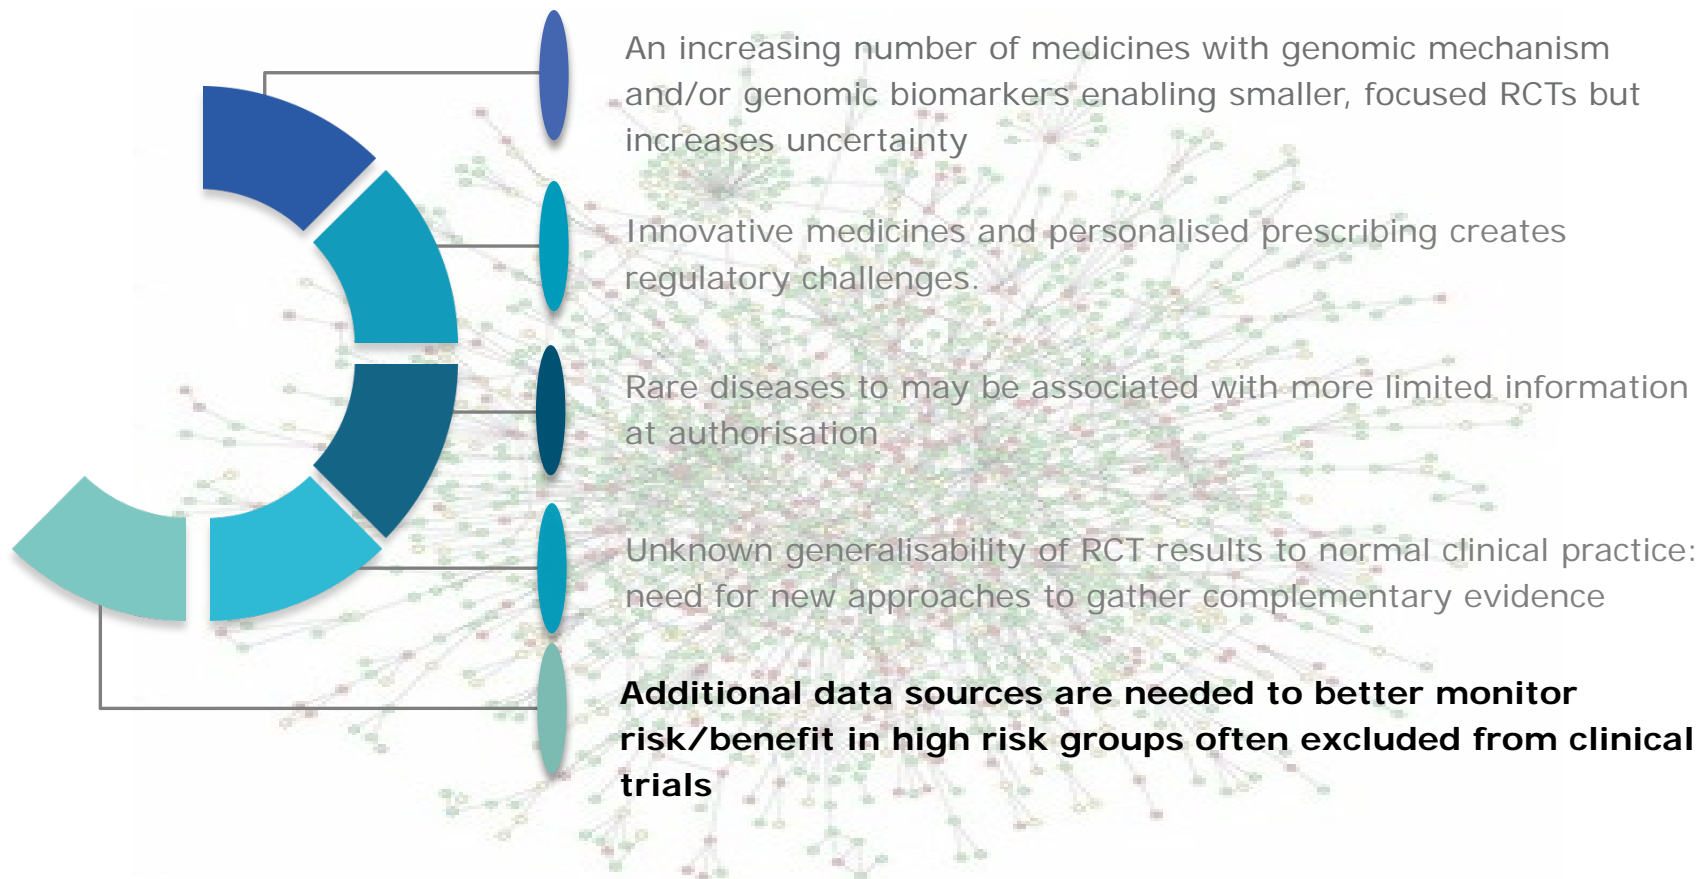 An increasing number of medicines with genomic mechanism
and/or genomic biomarkers enabling smaller, focused RCTs but
increases uncertainty
Innovative medicines and personalised prescribing creates
regulatory challenges.
Rare diseases to may be associated with more limited information
at authorisation
Unknown generalisability of RCT results to normal clinical practice:
need for new approaches to gather complementary evidence
Additional data sources are needed to better monitor
risk/benefit in high risk groups often excluded from clinical
trials